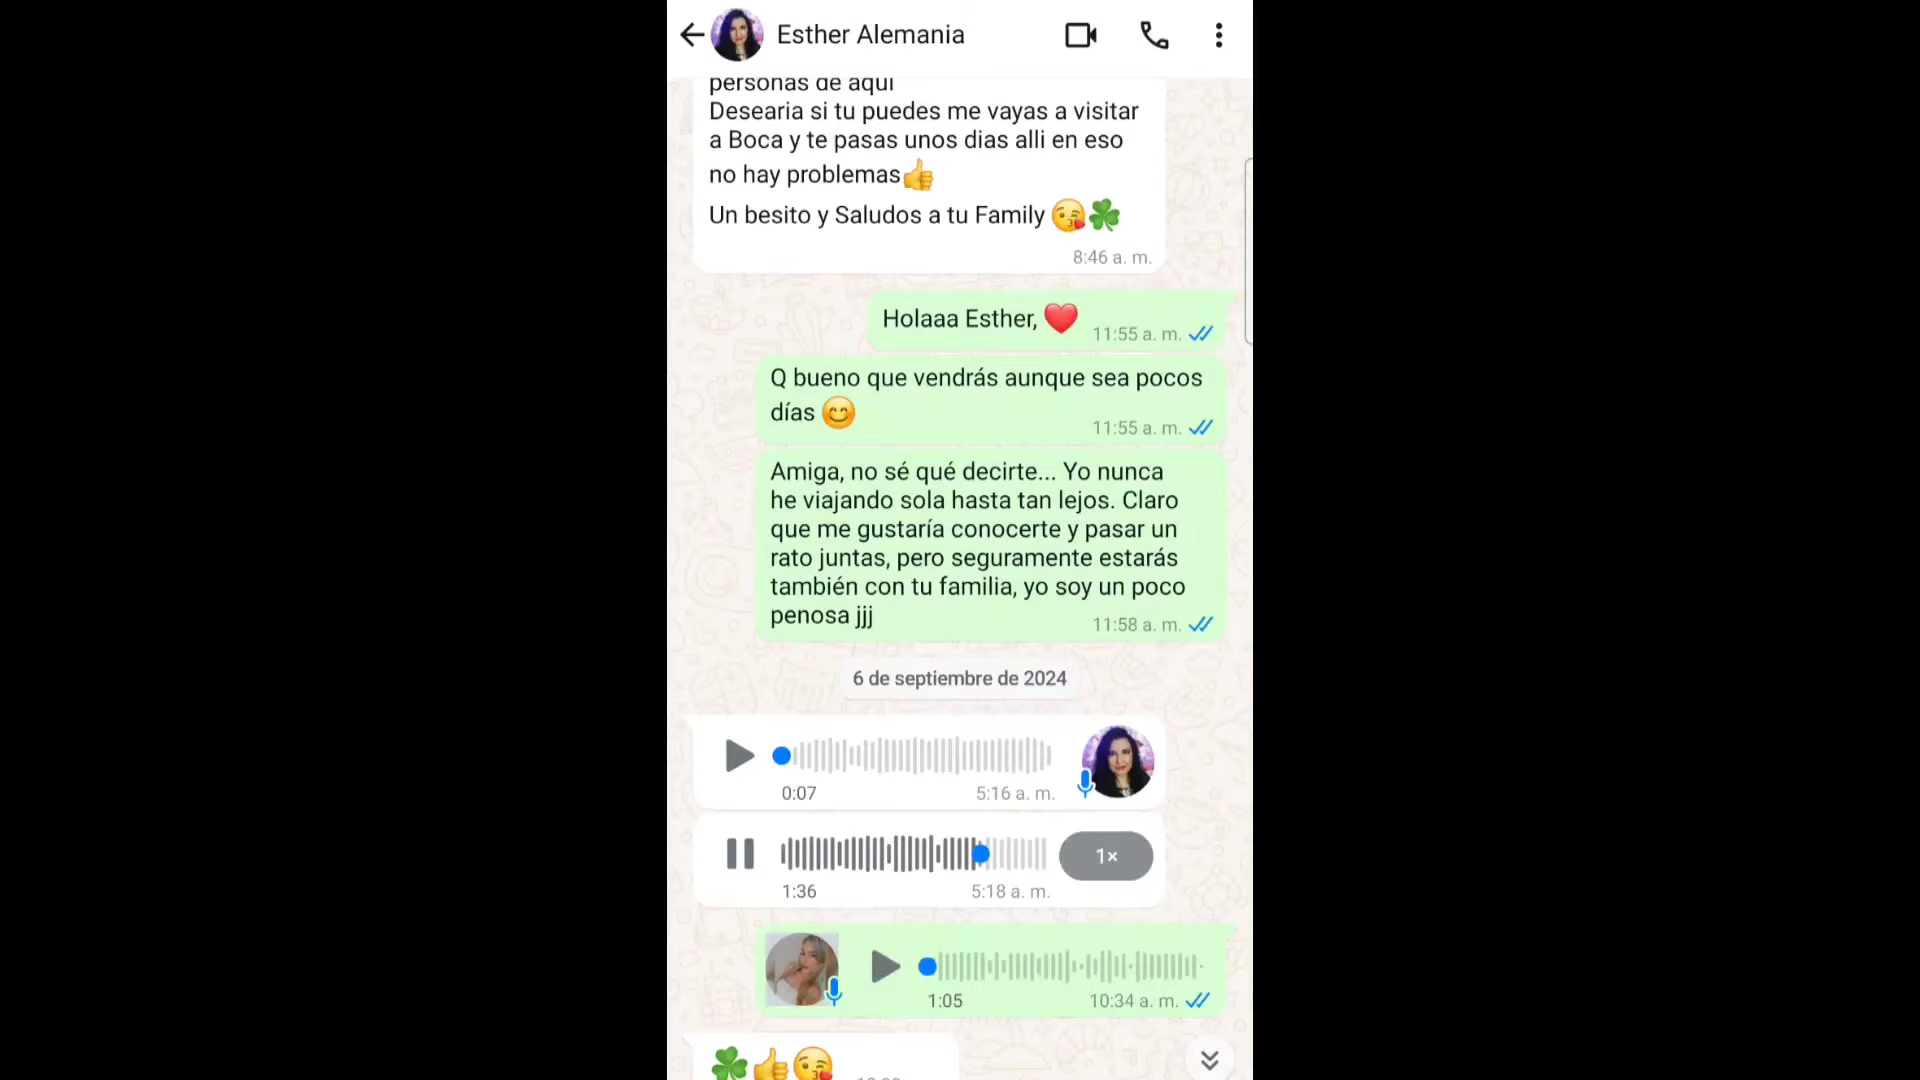 Esther Alemania
personas de aqui
Desearia si tu puedes me vayas a visitar
a Boca y te pasas unos dias alli en eso
no hay problemas👍
Un besito y Saludos a tu Family 😘☘️
8:46 a. m.
Holaaa Esther, ❤️
11:55 a. m.
Q bueno que vendrás aunque sea pocos
días 😊
11:55 a. m.
Amiga, no sé qué decirte... Yo nunca
he viajando sola hasta tan lejos. Claro
que me gustaría conocerte y pasar un
rato juntas, pero seguramente estarás
también con tu familia, yo soy un poco
penosa jjj
11:58 a. m.
6 de septiembre de 2024
0:07 5:16 a. m.
1×
1:36 5:18 a. m.
1:05 10:34 a. m.
☘️👍😘